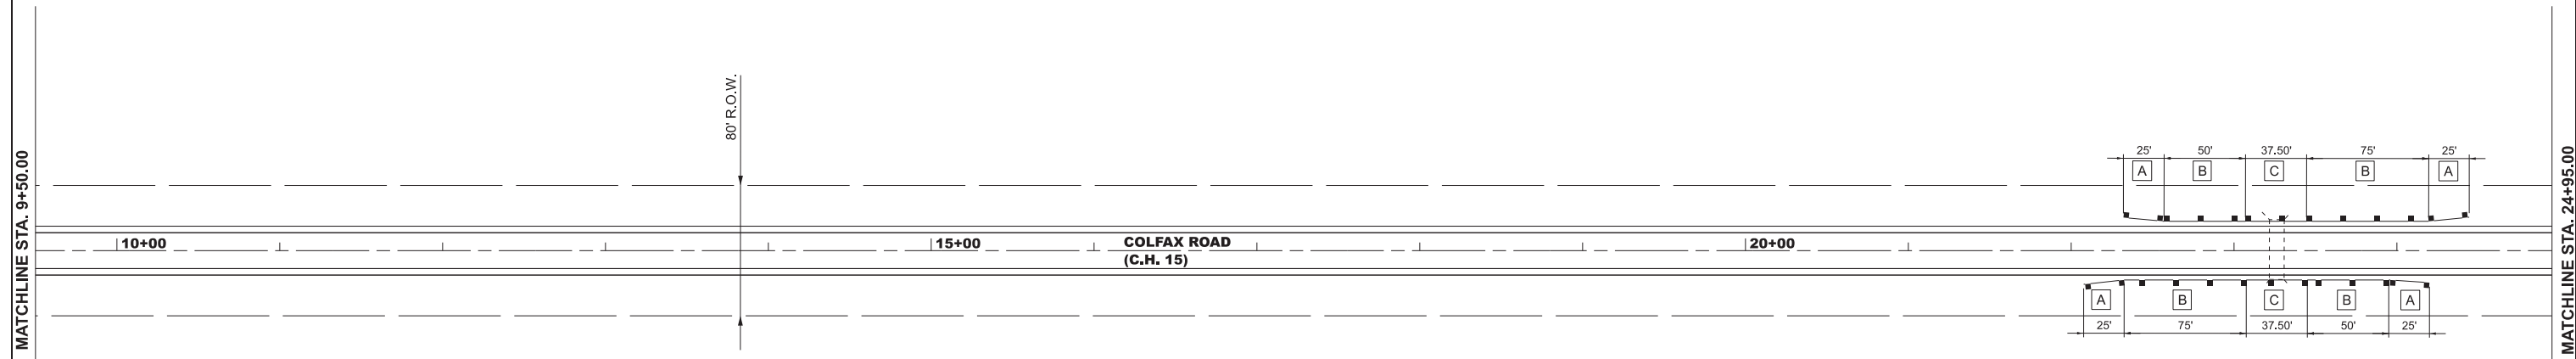 MATCHLINE STA. 9+50.00
80' R.O.W.
10+00
15+00
COLFAX ROAD
(C.H. 15)
20+00
25' 50' 37.50' 75' 25'
A B C B A
A B C B A
25' 75' 37.50' 50' 25'
MATCHLINE STA. 24+95.00